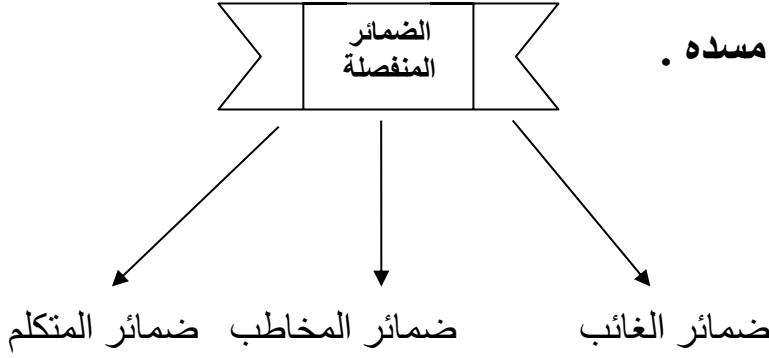 مسده .
الضمائر
المنفصلة
ضمائر الغائب ضمائر المخاطب ضمائر المتكلم